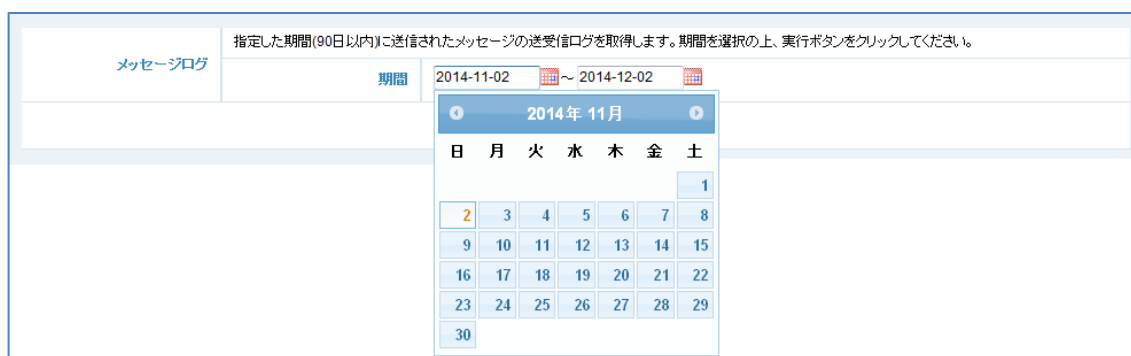 指定した期間(90日以内)に送信されたメッセージの送受信ログを取得します。期間を選択の上、実行ボタンをクリックしてください。
メッセージログ
期間 2014-11-02 ～ 2014-12-02
2014年 11月
日 月 火 水 木 金 土
1
2 3 4 5 6 7 8
9 10 11 12 13 14 15
16 17 18 19 20 21 22
23 24 25 26 27 28 29
30